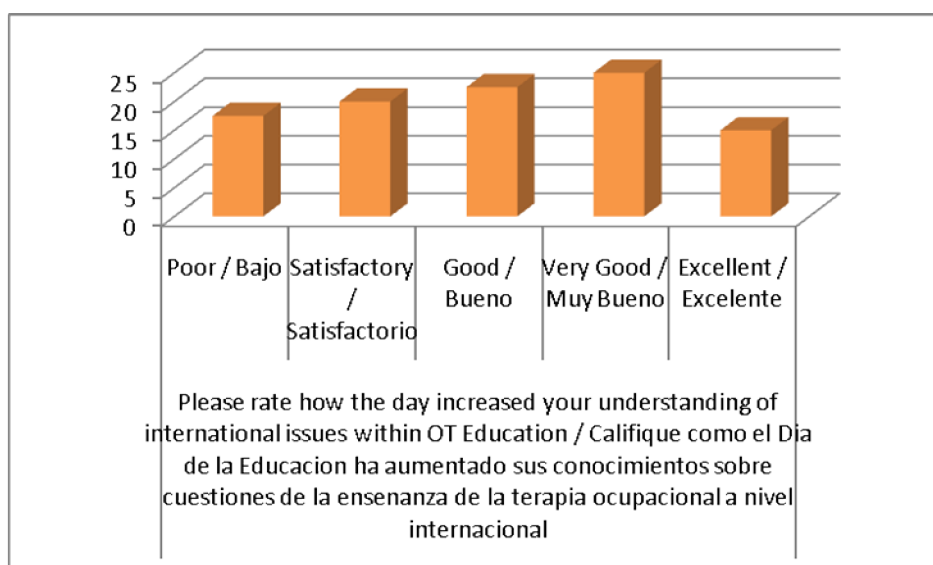 25
20
15
10
5
0
Poor / Bajo
Satisfactory
/
Satisfactorio
Good /
Bueno
Very Good /
Muy Bueno
Excellent /
Excelente
Please rate how the day increased your understanding of
international issues within OT Education / Califique como el Dia
de la Educacion ha aumentado sus conocimientos sobre
cuestiones de la ensenanza de la terapia ocupacional a nivel
internacional